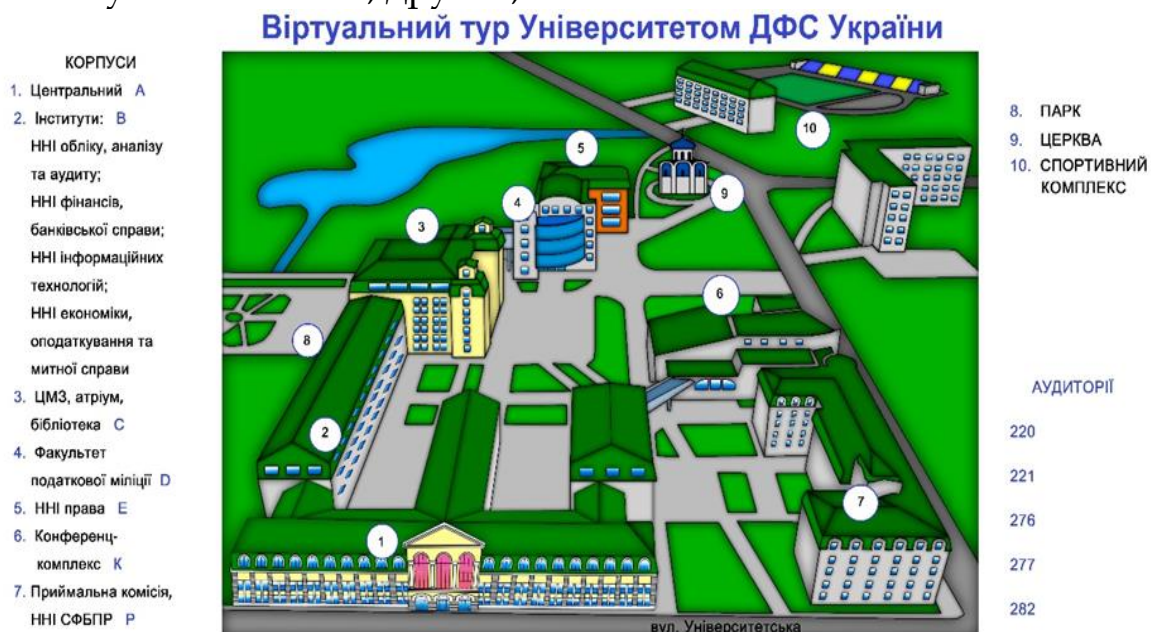 Віртуальний тур Університетом ДФС України
КОРПУСИ
1. Центральний A
2. Інститути: B
ННІ обліку, аналізу
та аудиту;
ННІ фінансів,
банківської справи;
ННІ інформаційних
технологій;
ННІ економіки,
оподаткування та
митної справи
3. ЦМЗ, атріум,
бібліотека C
4. Факультет
податкової міліції D
5. ННІ права E
6. Конференц-
комплекс K
7. Приймальна комісія,
ННІ СФБПР P
5
10
4
9
3
6
8
2
7
1
вул. Університетська
8. ПАРК
9. ЦЕРКВА
10. СПОРТИВНИЙ
КОМПЛЕКС
АУДИТОРІЇ
220
221
276
277
282